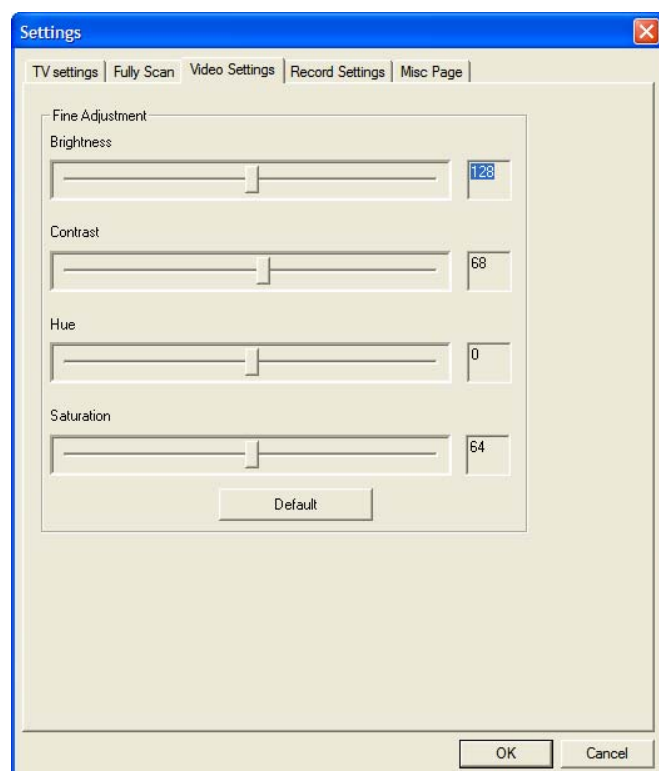 Settings
TV settings Fully Scan Video Settings Record Settings Misc Page
Fine Adjustment
Brightness
128
Contrast
68
Hue
0
Saturation
64
Default
OK Cancel